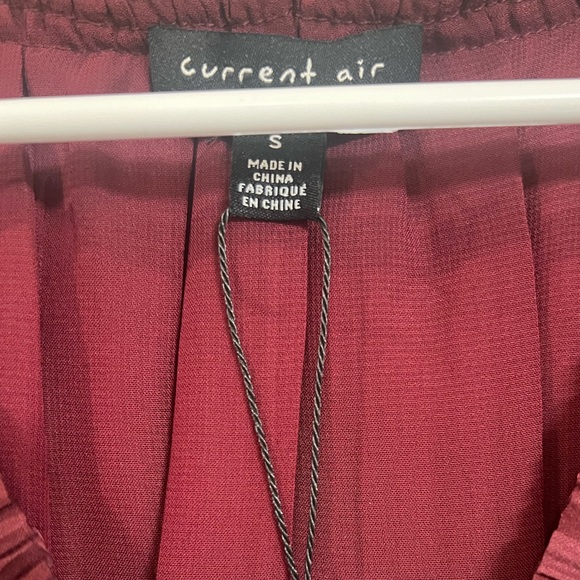 current air
S
MADE IN
CHINA
FABRIQUÉ
EN CHINE